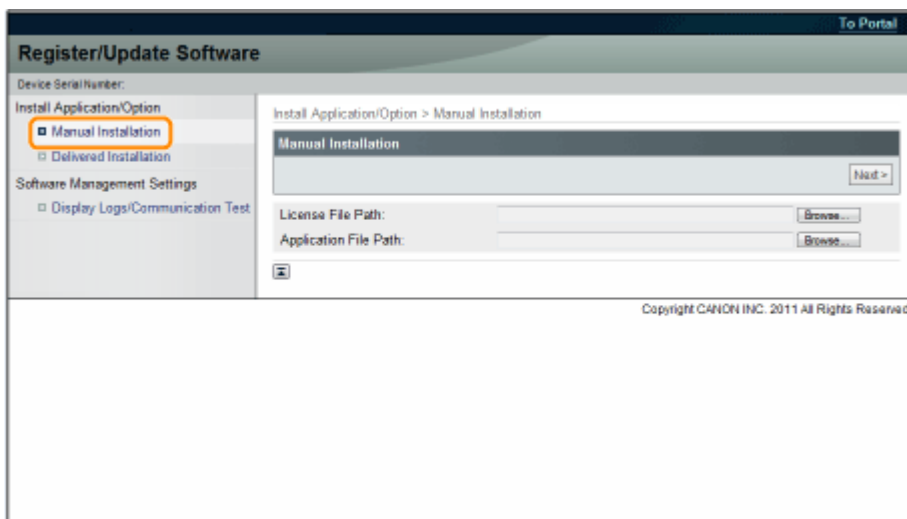 To Portal
Register/Update Software
Device Serial Number:
Install Application/Option
Manual Installation
Delivered Installation
Software Management Settings
Display Logs/Communication Test
Install Application/Option > Manual Installation
Manual Installation
Next >
License File Path:
Browse...
Application File Path:
Browse...
Copyright CANON INC. 2011 All Rights Reserved